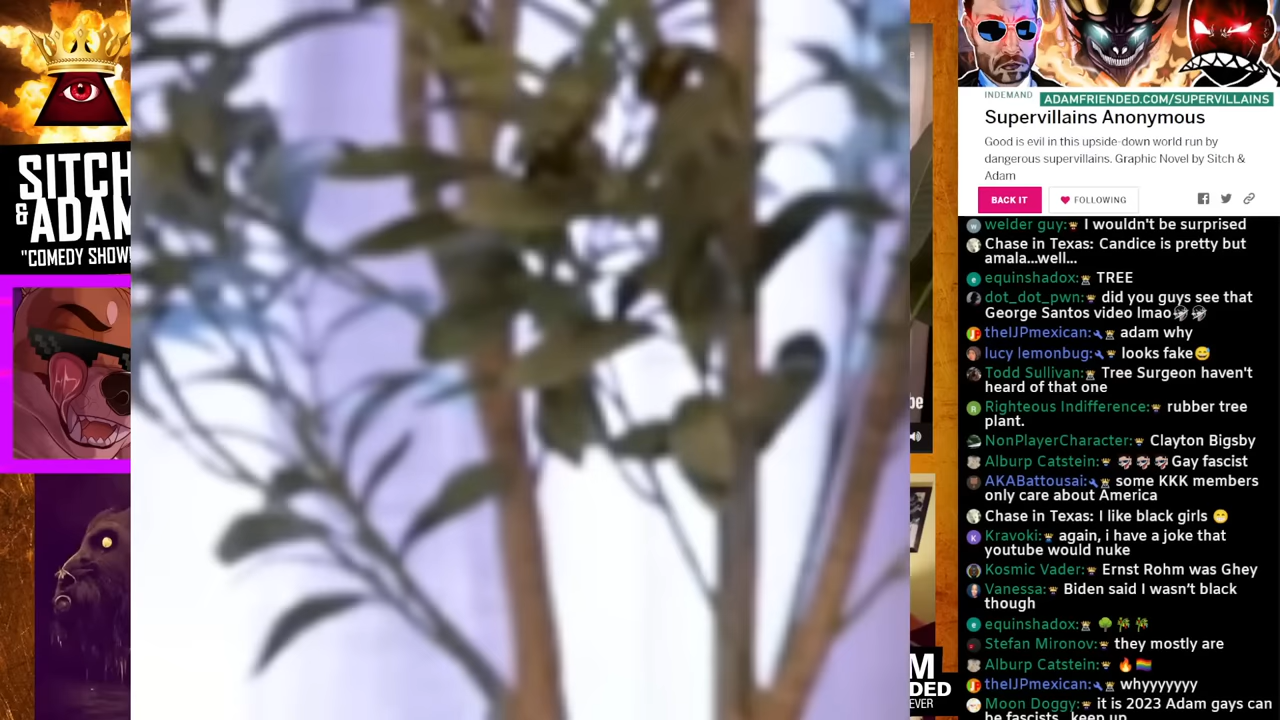 SITCH
& ADAM
"COMEDY SHOW
be
M
DED
EVER
INDEMAND
ADAMFRIENDED.COM/SUPERVILLAINS
Supervillains Anonymous
Good is evil in this upside-down world run by
dangerous supervillains. Graphic Novel by Sitch &
Adam
BACK IT
FOLLOWING
welder guy: I wouldn't be surprised
Chase in Texas: Candice is pretty but
amala...well...
equinshadox: TREE
dot_dot_pwn: did you guys see that
George Santos video lmao
theIJPmexican: adam why
lucy lemonbug: looks fake😅
Todd Sullivan: Tree Surgeon haven't
heard of that one
Righteous Indifference: rubber tree
plant.
NonPlayerCharacter: Clayton Bigsby
Alburp Catstein: Gay fascist
AKABattousai: some KKK members
only care about America
Chase in Texas: I like black girls 😁
Kravoki: again, i have a joke that
youtube would nuke
Kosmic Vader: Ernst Rohm was Ghey
Vanessa: Biden said I wasn’t black
though
equinshadox: 🌳🎋🎋
Stefan Mironov: they mostly are
Alburp Catstein: 🔥🏳️‍🌈
theIJPmexican: whyyyyyyy
Moon Doggy: it is 2023 Adam gays can
be fascists...keep up